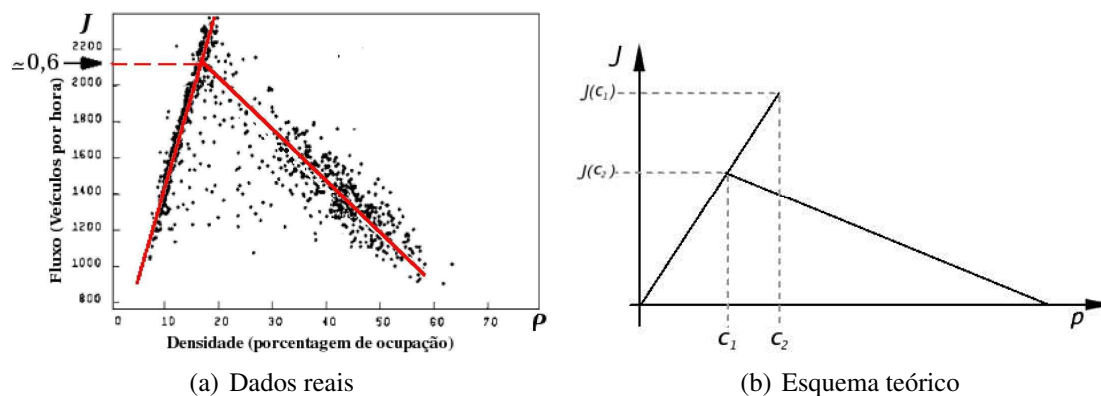 J
2200
≃0,6
2000
1800
1600
1400
1200
1000
800
Fluxo (Veículos por hora)
0 10 20 30 40 50 60 70 ρ
Densidade (porcentagem de ocupação)
(a) Dados reais
J
J(c₁)
J(c₂)
c₁ c₂
ρ
(b) Esquema teórico